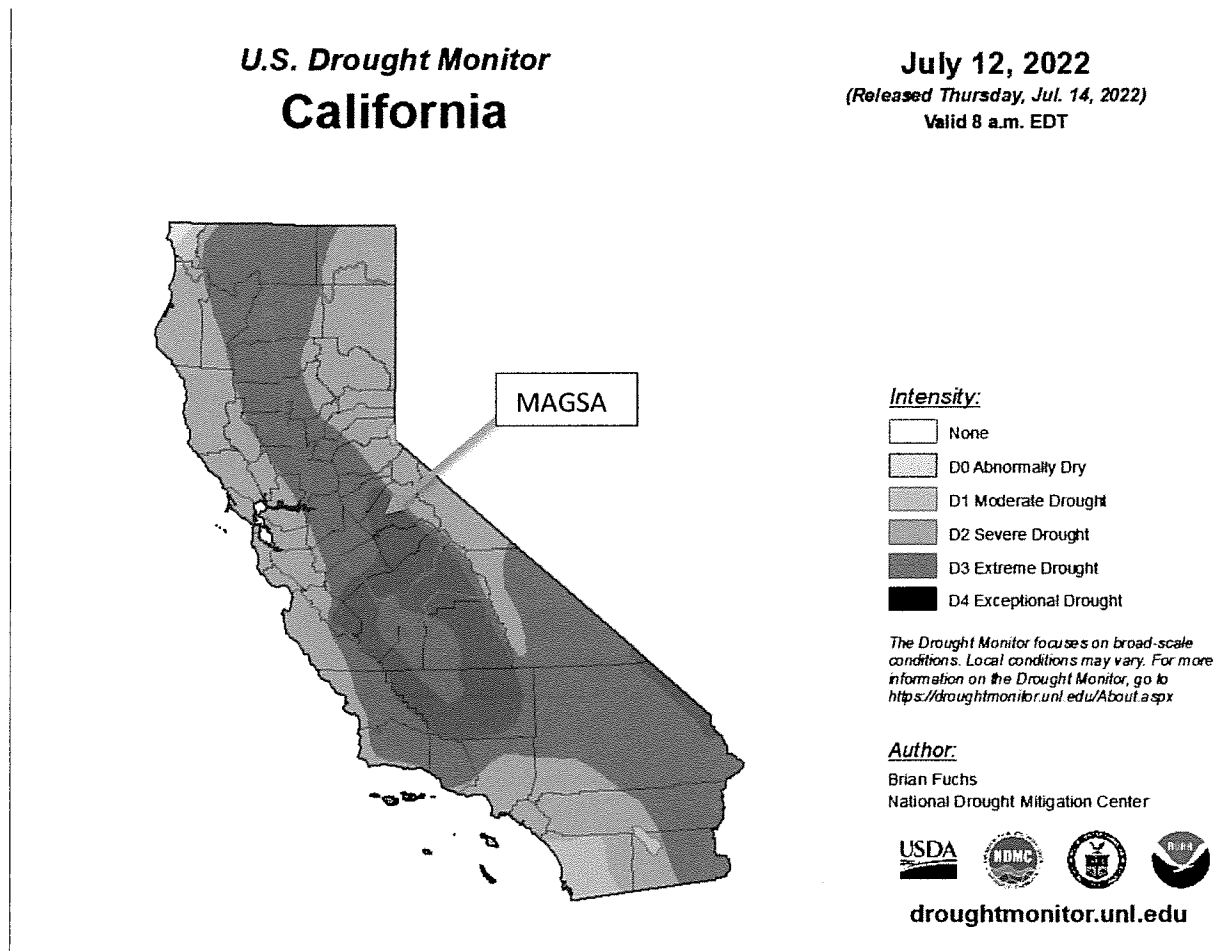 U.S. Drought Monitor
California
July 12, 2022
(Released Thursday, Jul. 14, 2022)
Valid 8 a.m. EDT
MAGSA
Intensity:
None
D0 Abnormally Dry
D1 Moderate Drought
D2 Severe Drought
D3 Extreme Drought
D4 Exceptional Drought
The Drought Monitor focuses on broad-scale
conditions. Local conditions may vary. For more
information on the Drought Monitor, go to
https://droughtmonitor.unl.edu/About.aspx
Author:
Brian Fuchs
National Drought Mitigation Center
USDA
NDMC
droughtmonitor.unl.edu